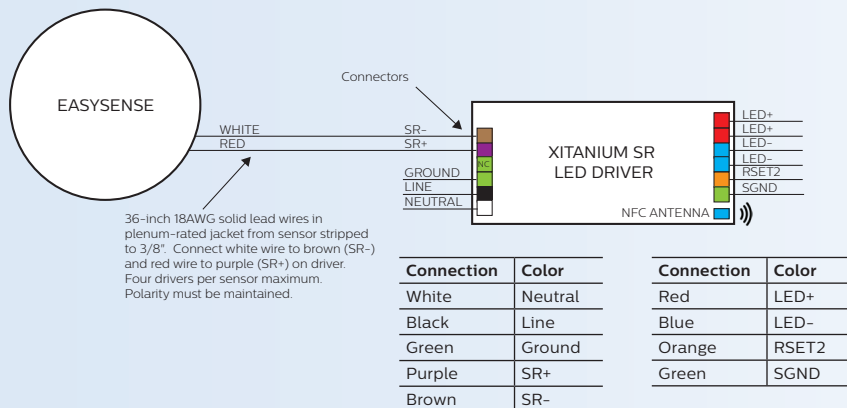 Connectors
EASYSENSE
WHITE
RED
SR-
SR+
NC
GROUND
LINE
NEUTRAL
XITANIUM SR
LED DRIVER
LED+
LED+
LED-
LED-
RSET2
SGND
NFC ANTENNA
36-inch 18AWG solid lead wires in
plenum-rated jacket from sensor stripped
to 3/8". Connect white wire to brown (SR-)
and red wire to purple (SR+) on driver.
Four drivers per sensor maximum.
Polarity must be maintained.
Connection Color
White Neutral
Black Line
Green Ground
Purple SR+
Brown SR-
Connection Color
Red LED+
Blue LED-
Orange RSET2
Green SGND